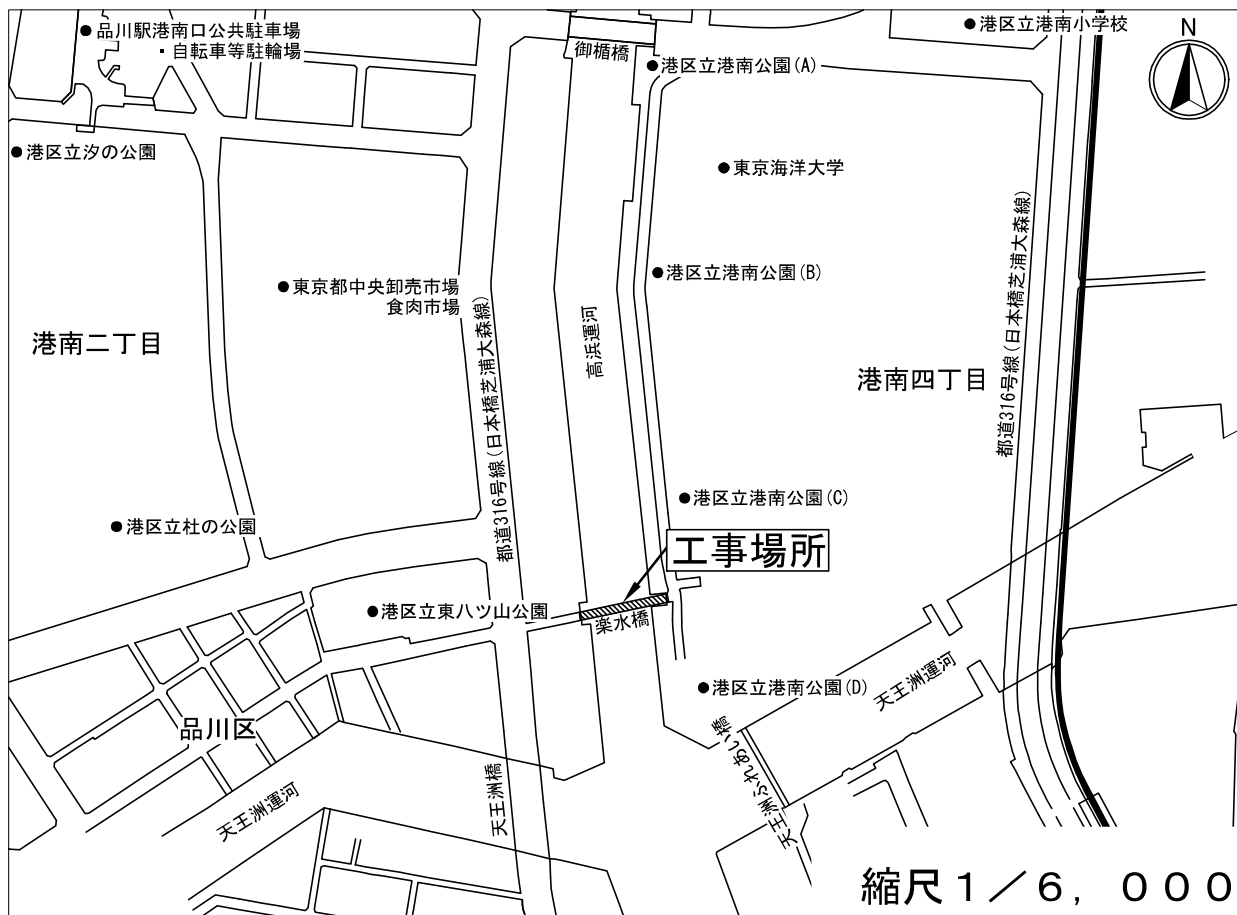 品川駅港南口公共駐車場
・自転車等駐輪場
御楯橋
港区立港南公園(A)
港区立港南小学校
N
港区立汐の公園
東京海洋大学
港区立港南公園(B)
東京都中央卸売市場
食肉市場
港南二丁目
高浜運河
都道316号線(日本橋芝浦大森線)
港南四丁目
都道316号線(日本橋芝浦大森線)
港区立港南公園(C)
港区立杜の公園
工事場所
港区立東八ツ山公園
楽水橋
港区立港南公園(D)
天王洲運河
品川区
天王洲ふれあい橋
天王洲橋
天王洲運河
縮尺1/6,000